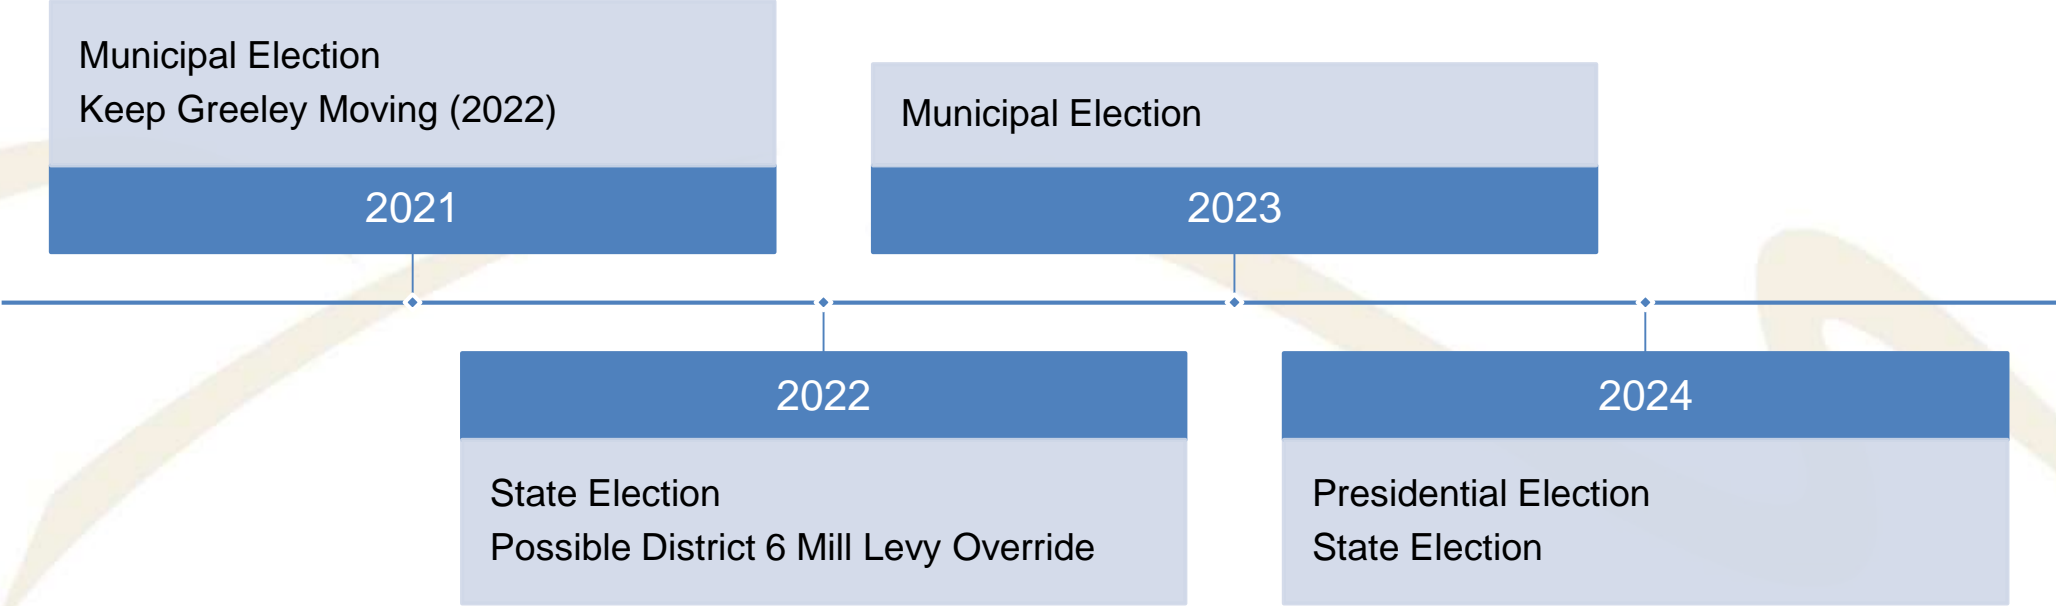 Municipal Election
Keep Greeley Moving (2022)
2021
Municipal Election
2023
2022
State Election
Possible District 6 Mill Levy Override
2024
Presidential Election
State Election